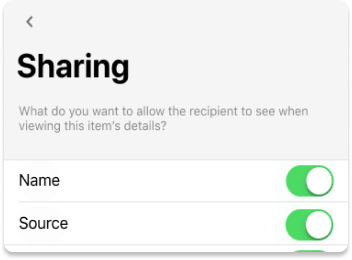 Sharing
What do you want to allow the recipient to see when
viewing this item's details?
Name
Source